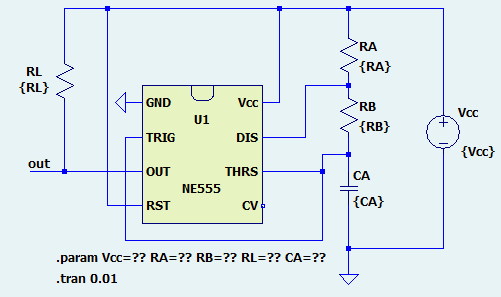 RL
{RL}
RA
{RA}
GND
Vcc
U1
TRIG
DIS
RB
{RB}
Vcc
{Vcc}
out
OUT
THRS
CA
{CA}
NE555
RST
CV
.param Vcc=?? RA=?? RB=?? RL=?? CA=??
.tran 0.01